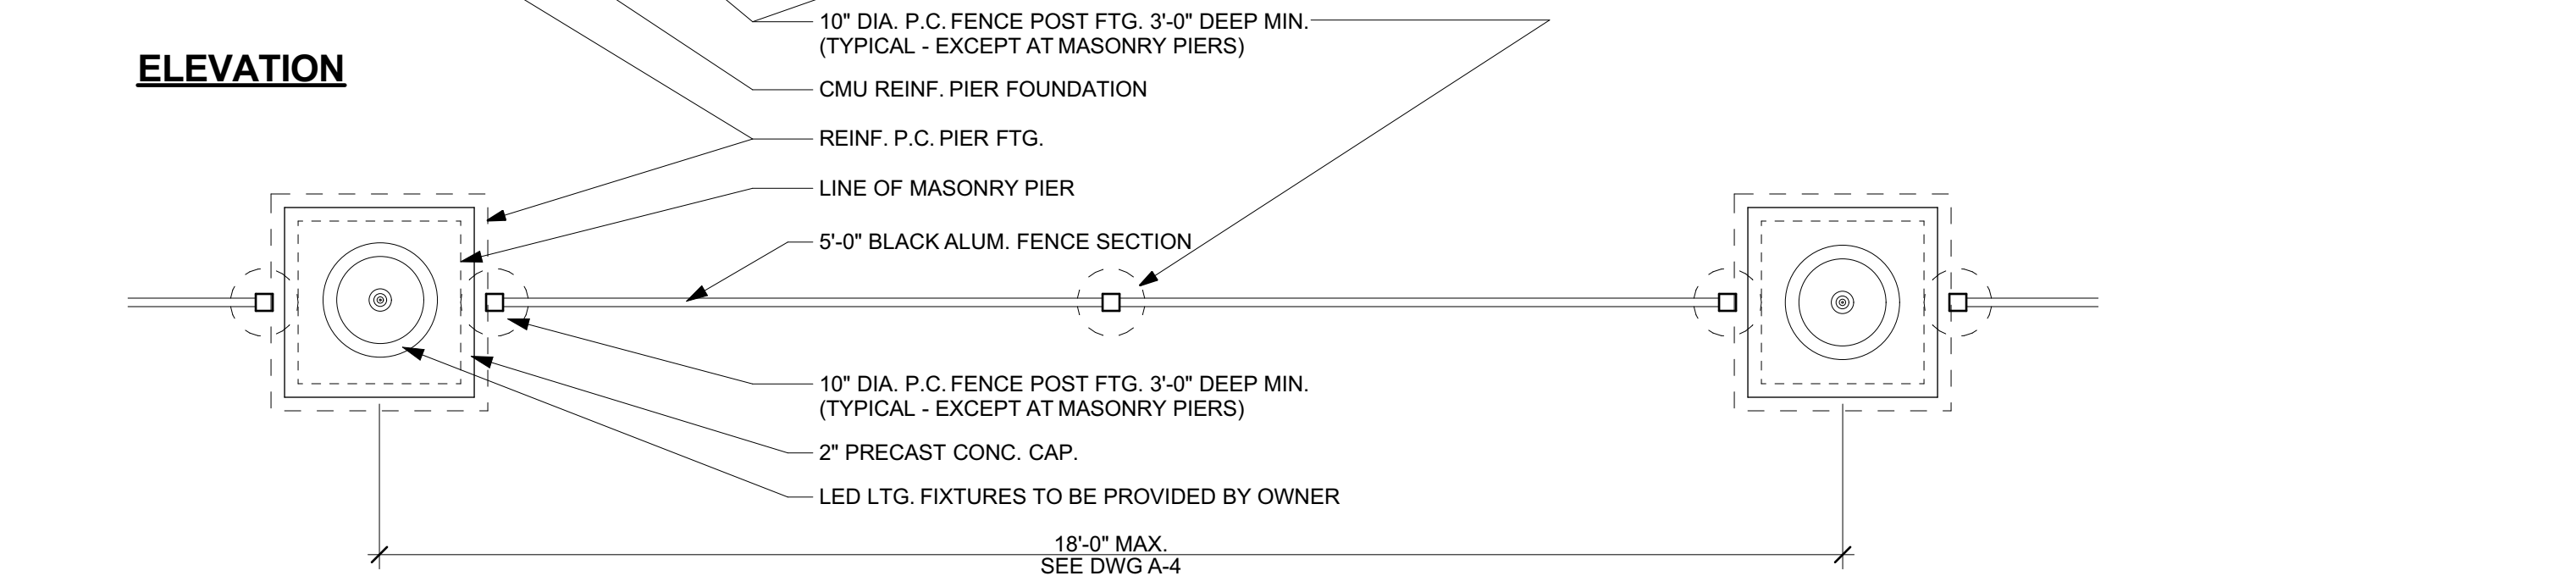 ELEVATION
10" DIA. P.C. FENCE POST FTG. 3'-0" DEEP MIN.
(TYPICAL - EXCEPT AT MASONRY PIERS)
CMU REINF. PIER FOUNDATION
REINF. P.C. PIER FTG.
LINE OF MASONRY PIER
5'-0" BLACK ALUM. FENCE SECTION
10" DIA. P.C. FENCE POST FTG. 3'-0" DEEP MIN.
(TYPICAL - EXCEPT AT MASONRY PIERS)
2" PRECAST CONC. CAP.
LED LTG. FIXTURES TO BE PROVIDED BY OWNER
18'-0" MAX.
SEE DWG A-4